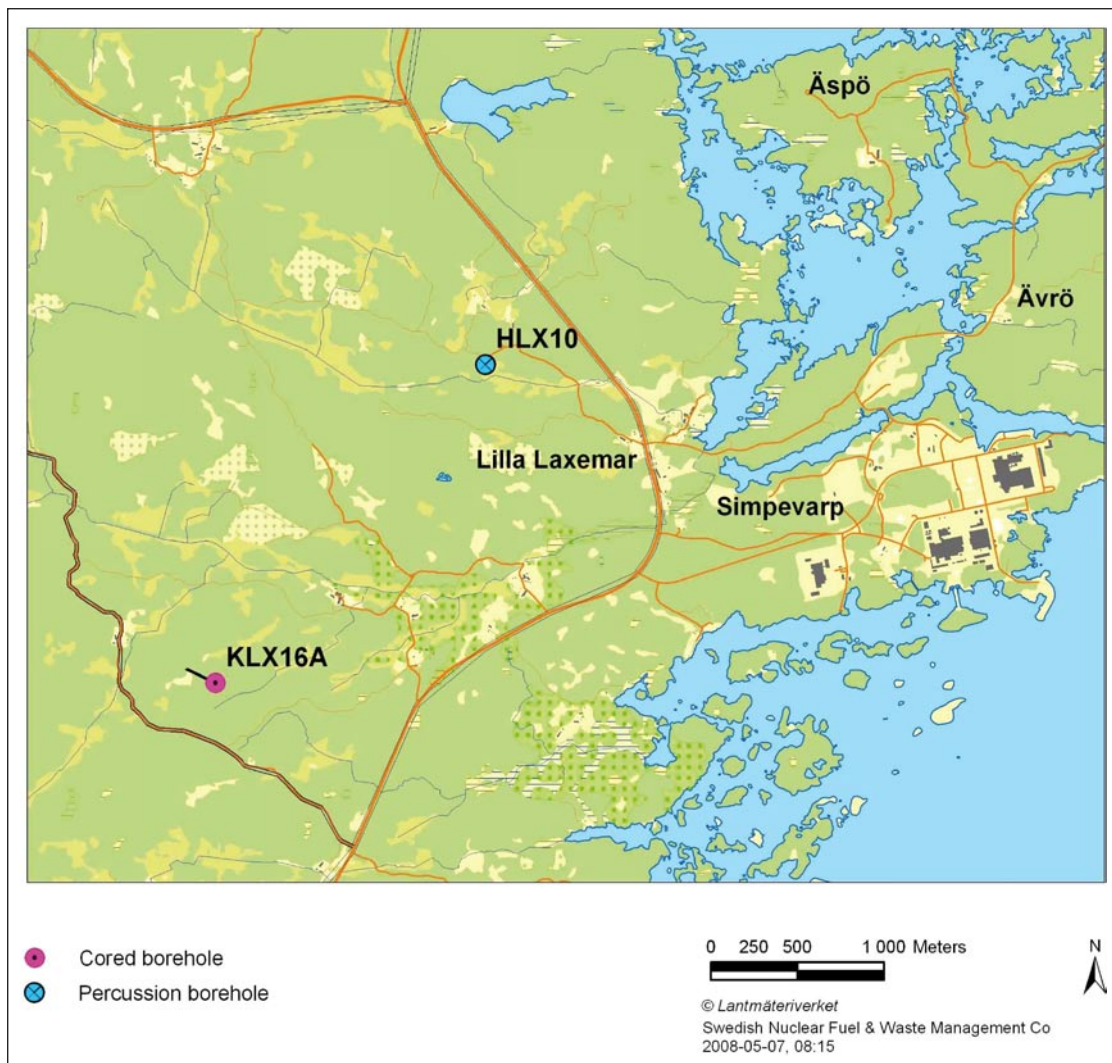 Äspö
Ävrö
HLX10
Lilla Laxemar
Simpevarp
KLX16A
Cored borehole
Percussion borehole
0 250 500 1 000 Meters
N
© Lantmäteriverket
Swedish Nuclear Fuel & Waste Management Co
2008-05-07, 08:15